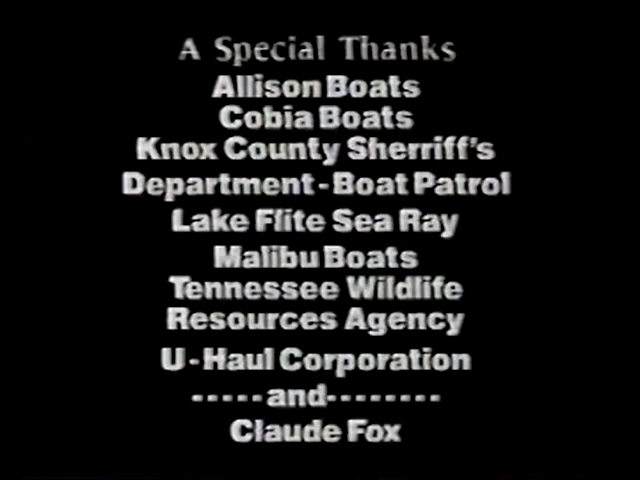 A Special Thanks
Allison Boats
Cobia Boats
Knox County Sherriff's
Department - Boat Patrol
Lake Flite Sea Ray
Malibu Boats
Tennessee Wildlife
Resources Agency
U-Haul Corporation
-----and--------
Claude Fox